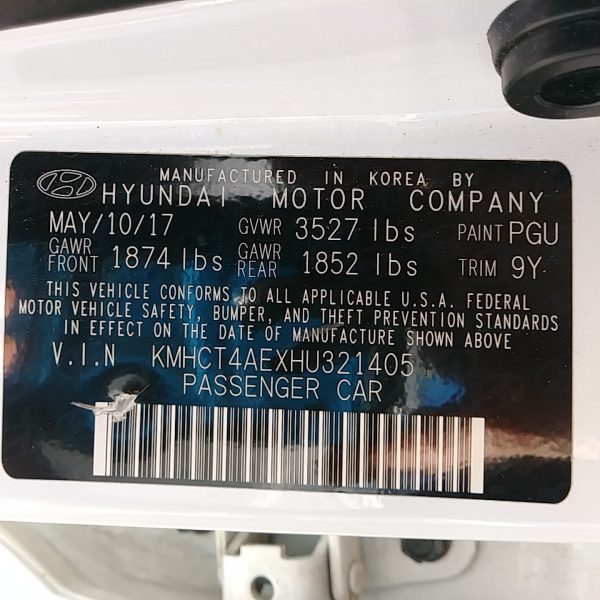 MANUFACTURED IN KOREA BY
HYUNDAI MOTOR COMPANY
MAY/10/17 GVWR 3527 lbs PAINT PGU
GAWR FRONT 1874 lbs GAWR REAR 1852 lbs TRIM 9Y
THIS VEHICLE CONFORMS TO ALL APPLICABLE U.S.A. FEDERAL
MOTOR VEHICLE SAFETY, BUMPER, AND THEFT PREVENTION STANDARDS
IN EFFECT ON THE DATE OF MANUFACTURE SHOWN ABOVE
V.I.N KMHCT4AEXHU321405
PASSENGER CAR